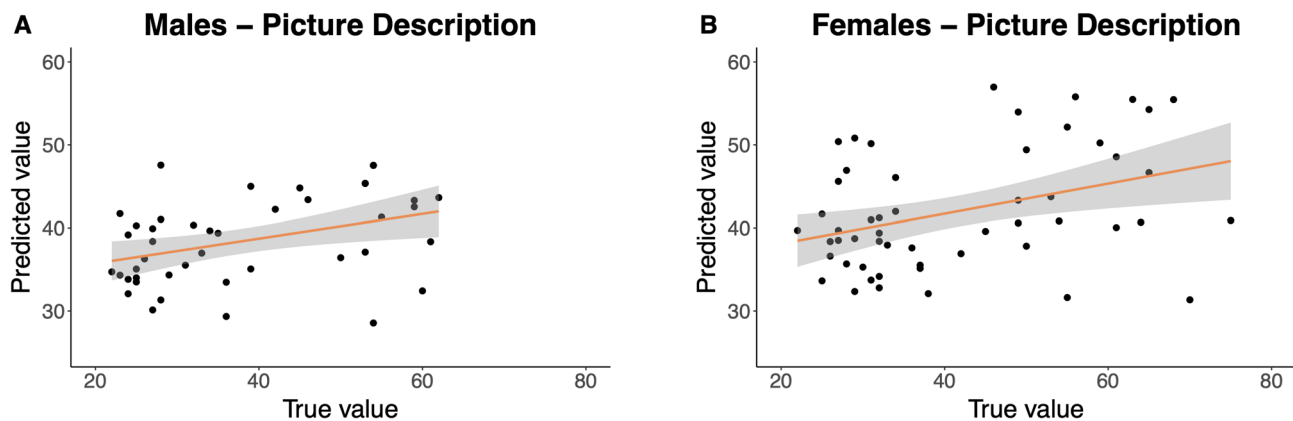 A Males – Picture Description
60
50
40
30
Predicted value
20 40 60 80
True value
B Females – Picture Description
60
50
40
30
Predicted value
20 40 60 80
True value